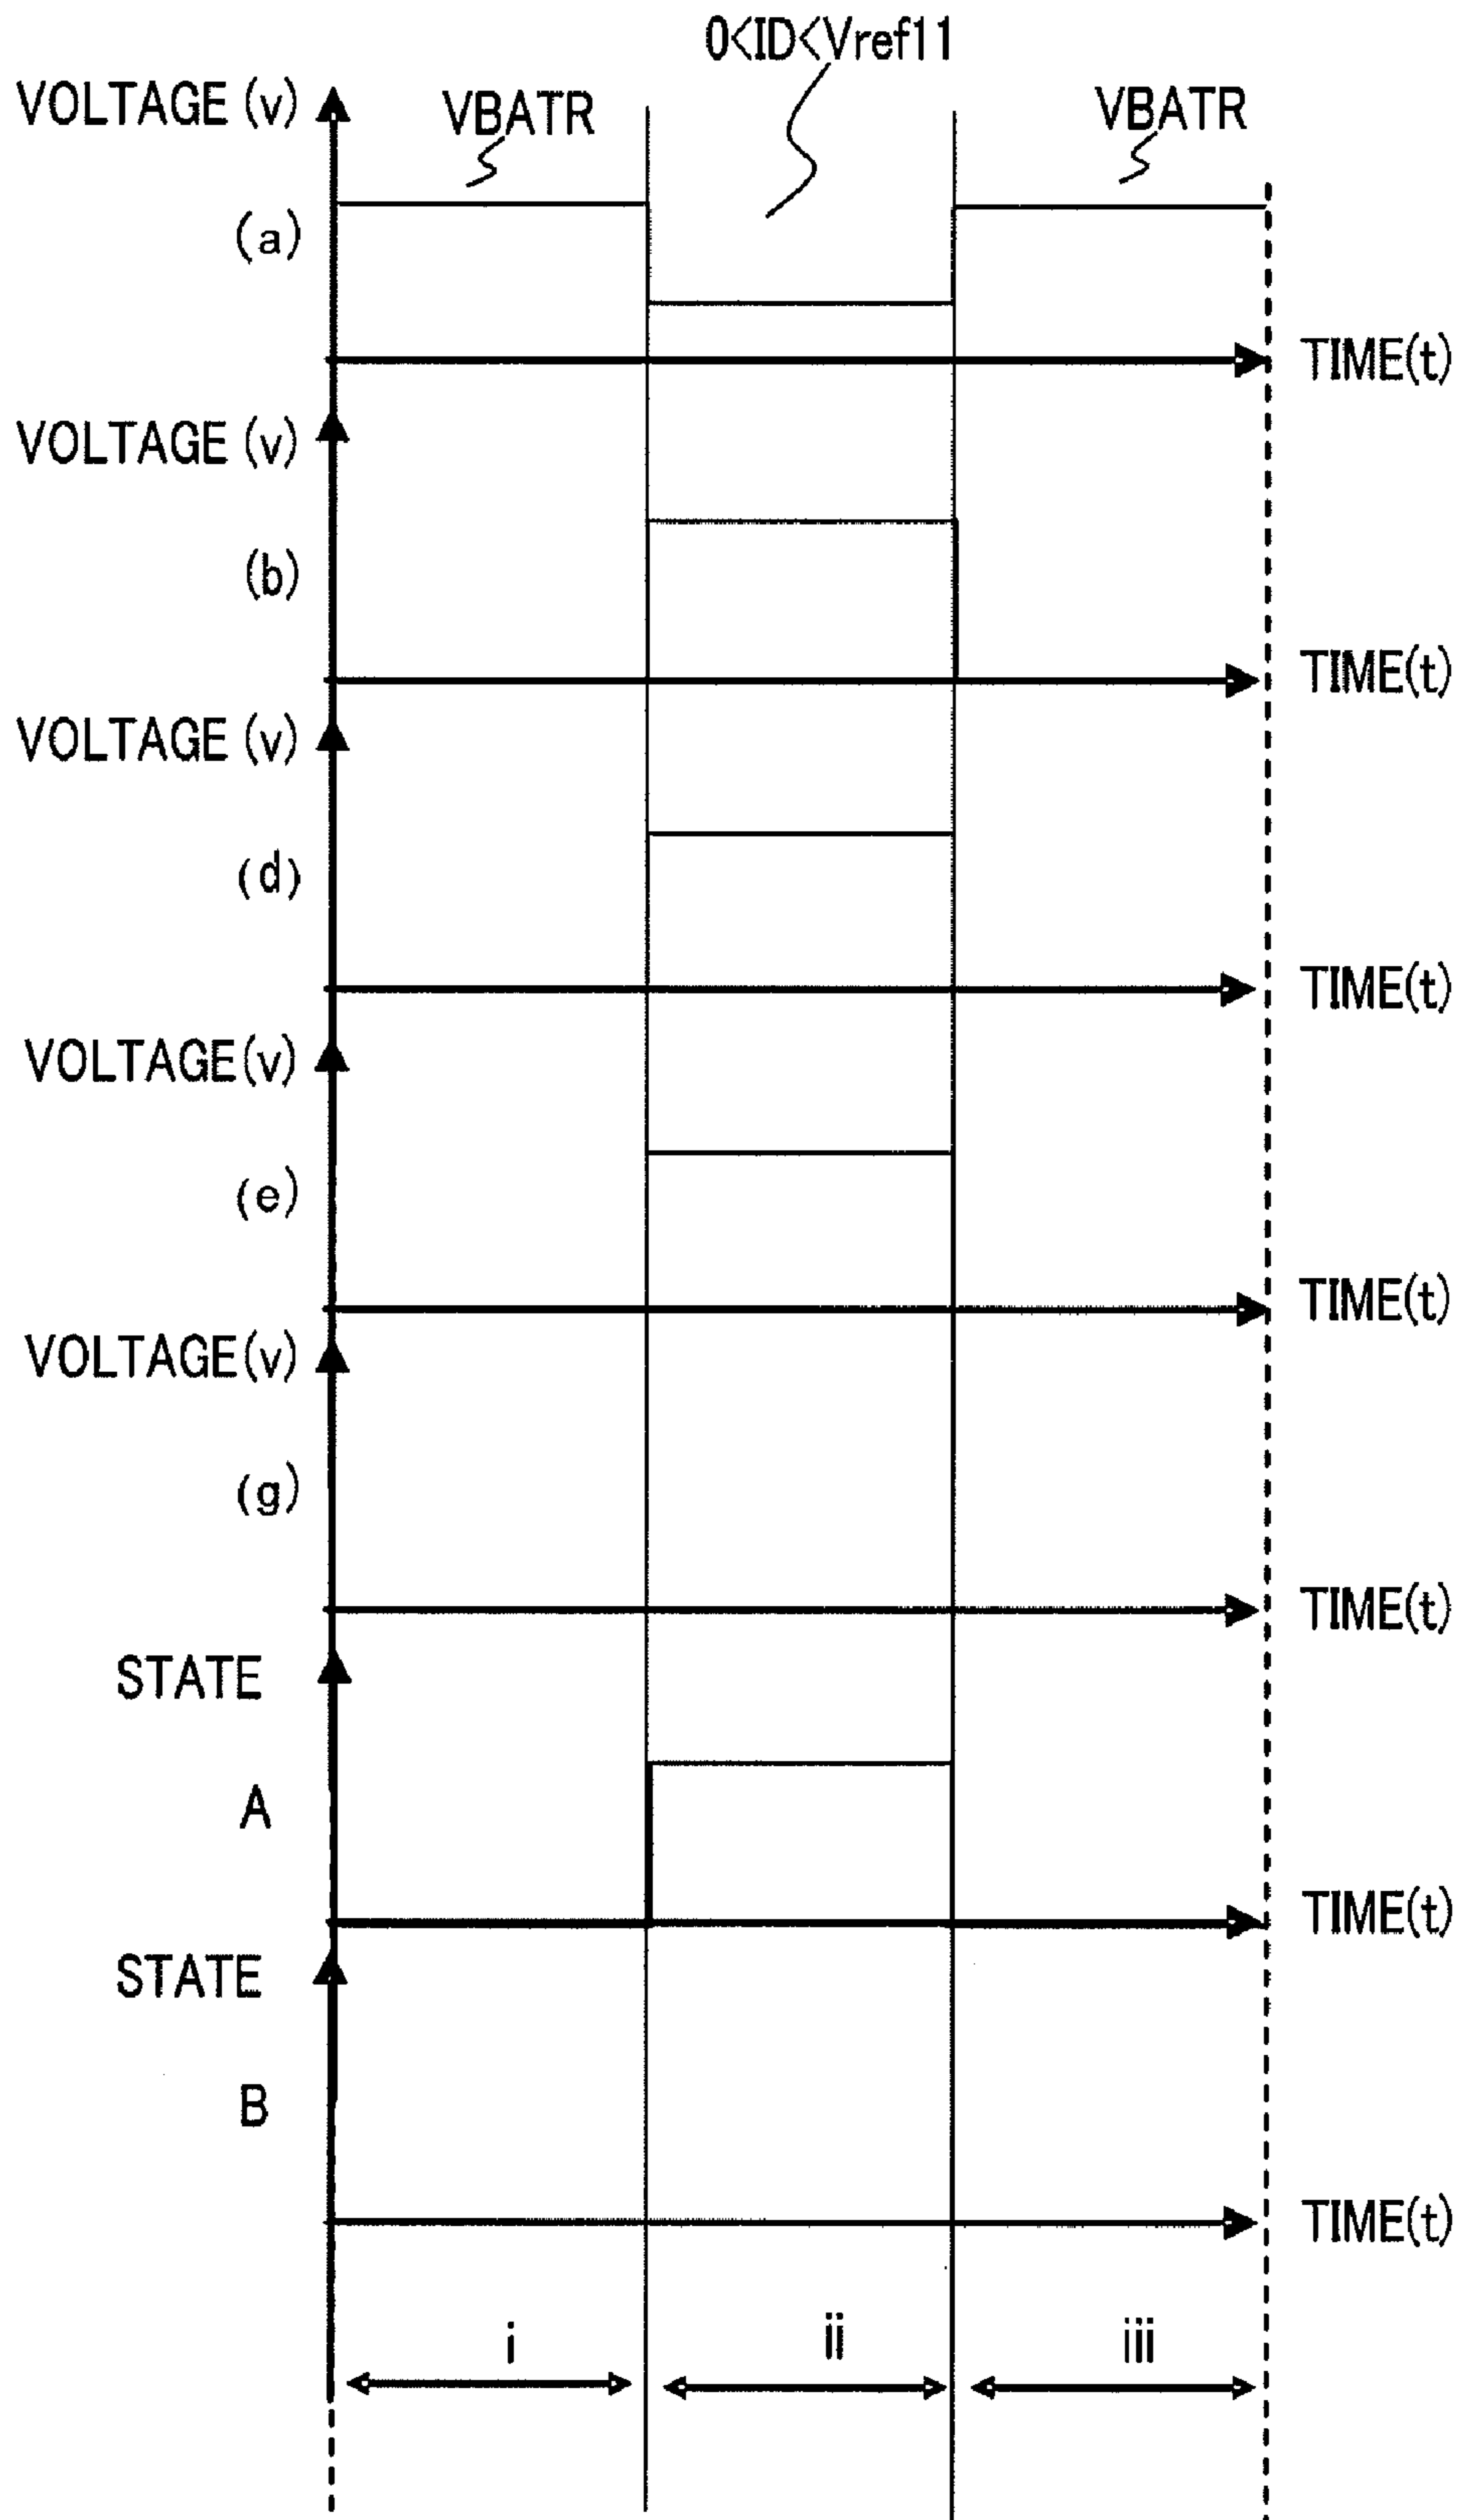 0<ID<Vref11
VOLTAGE (v)
VBATR
VBATR
(a)
TIME(t)
VOLTAGE (v)
(b)
TIME(t)
VOLTAGE (v)
(d)
TIME(t)
VOLTAGE(v)
(e)
TIME(t)
VOLTAGE(v)
(g)
TIME(t)
STATE
A
TIME(t)
STATE
B
TIME(t)
i
ii
iii